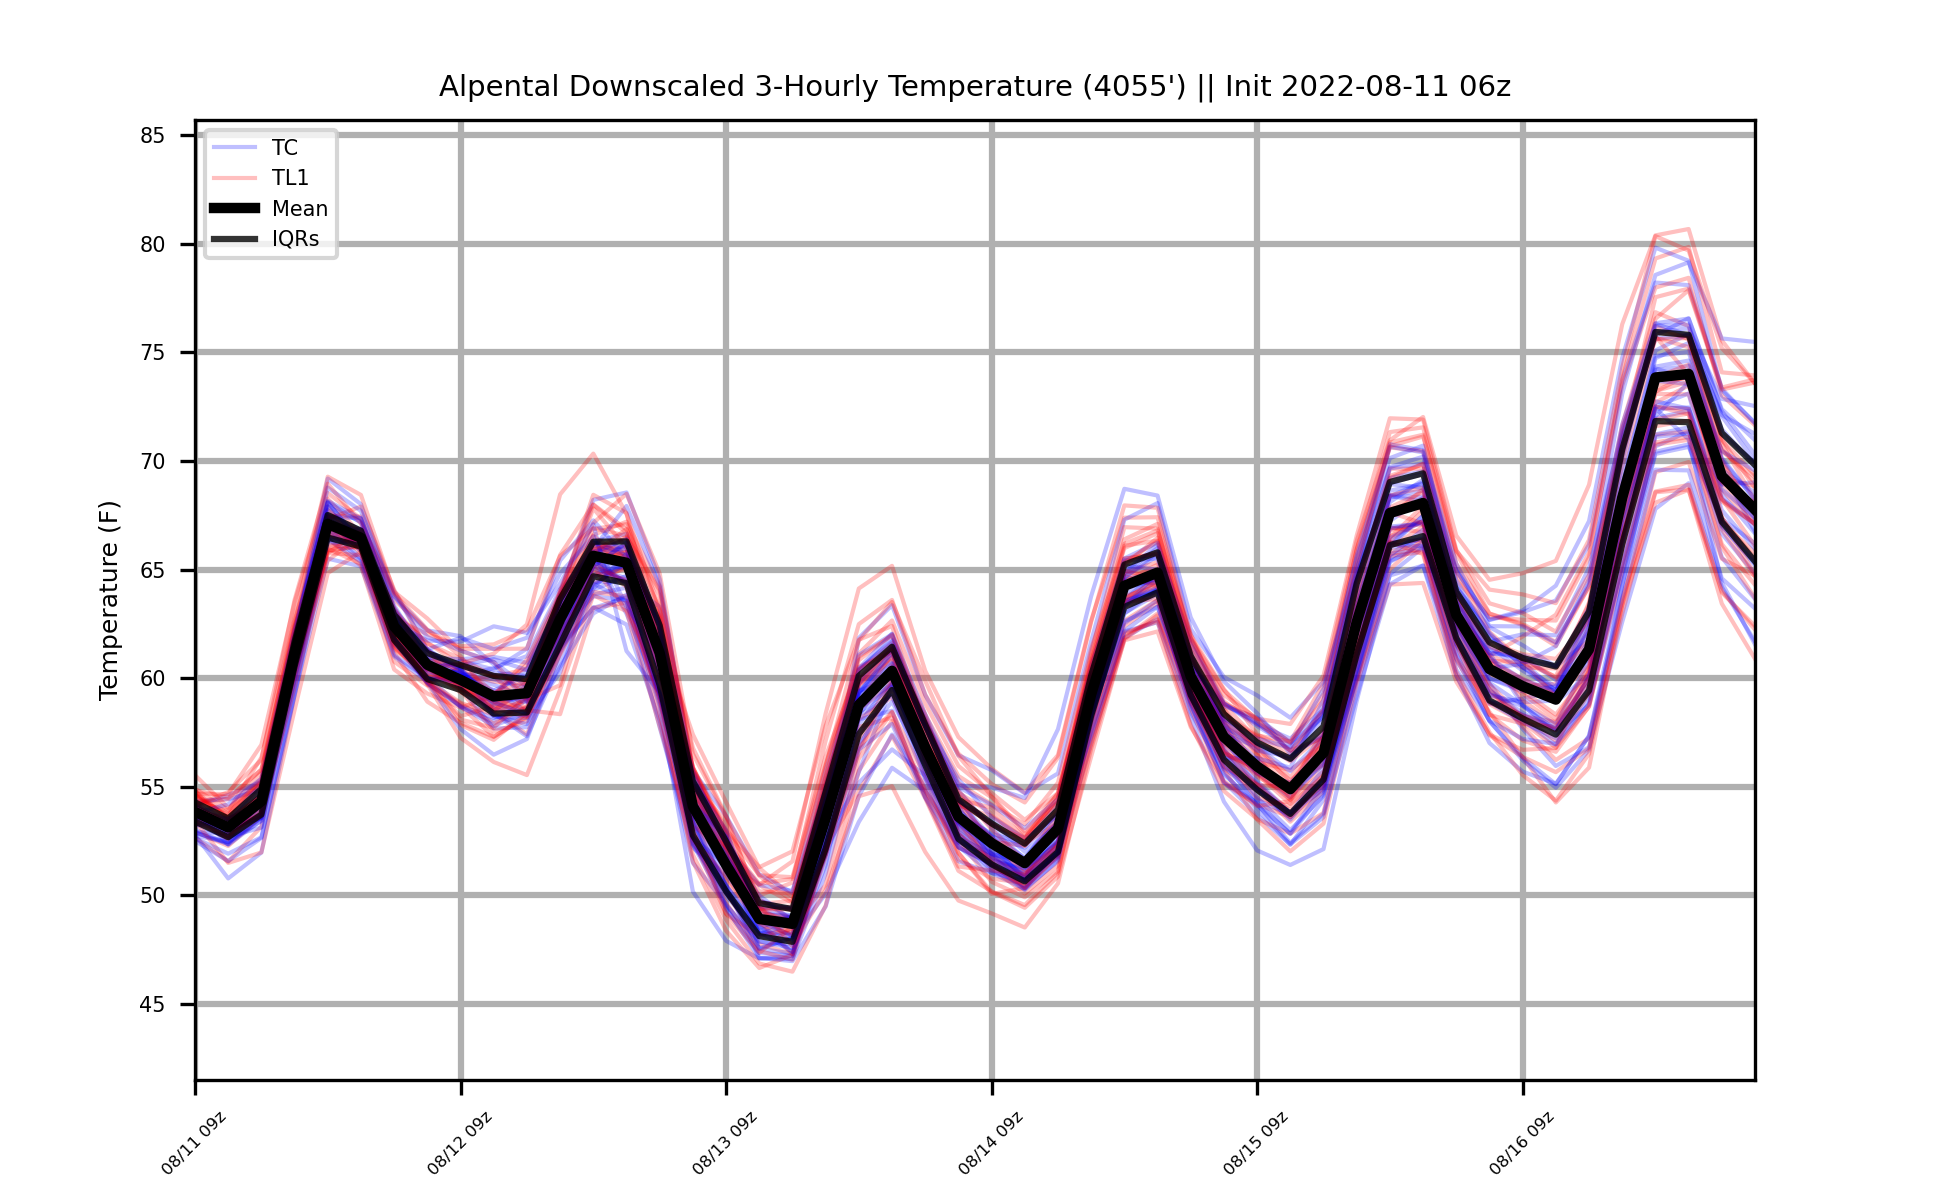 Alpental Downscaled 3-Hourly Temperature (4055') || Init 2022-08-11 06z
TC
TL1
Mean
IQRs
Temperature (F)
85
80
75
70
65
60
55
50
45
08/11 09z
08/12 09z
08/13 09z
08/14 09z
08/15 09z
08/16 09z